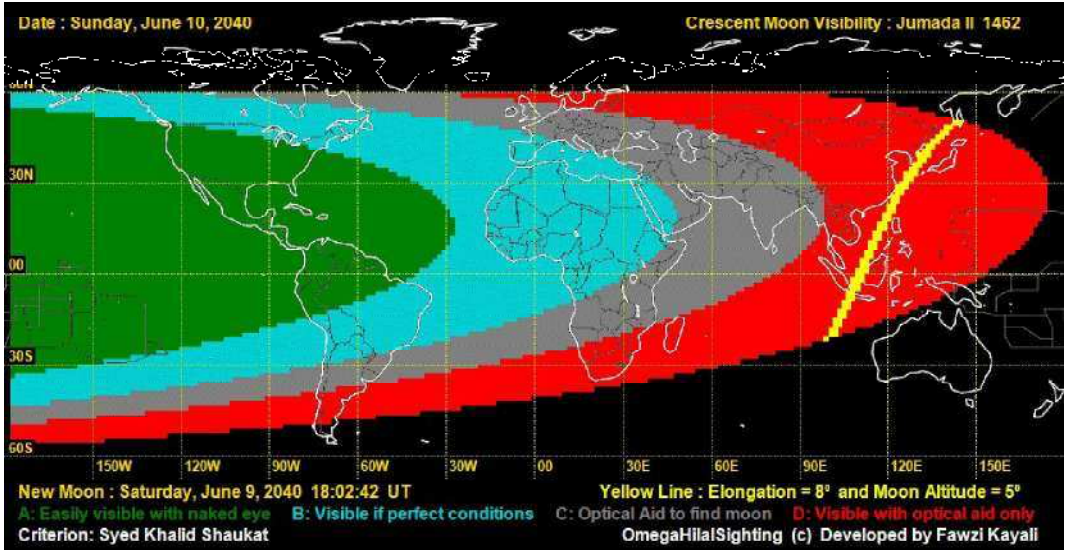 Date : Sunday, June 10, 2040 Crescent Moon Visibility : Jumada II 1462
60N
30N
00
30S
60S
150W 120W 90W 60W 30W 00 30E 60E 90E 120E 150E
New Moon : Saturday, June 9, 2040 18:02:42 UT Yellow Line : Elongation = 8º and Moon Altitude = 5º
A: Easily visible with naked eye B: Visible if perfect conditions C: Optical Aid to find moon D: Visible with optical aid only
Criterion: Syed Khalid Shaukat OmegaHilalSighting (c) Developed by Fawzi Kayali